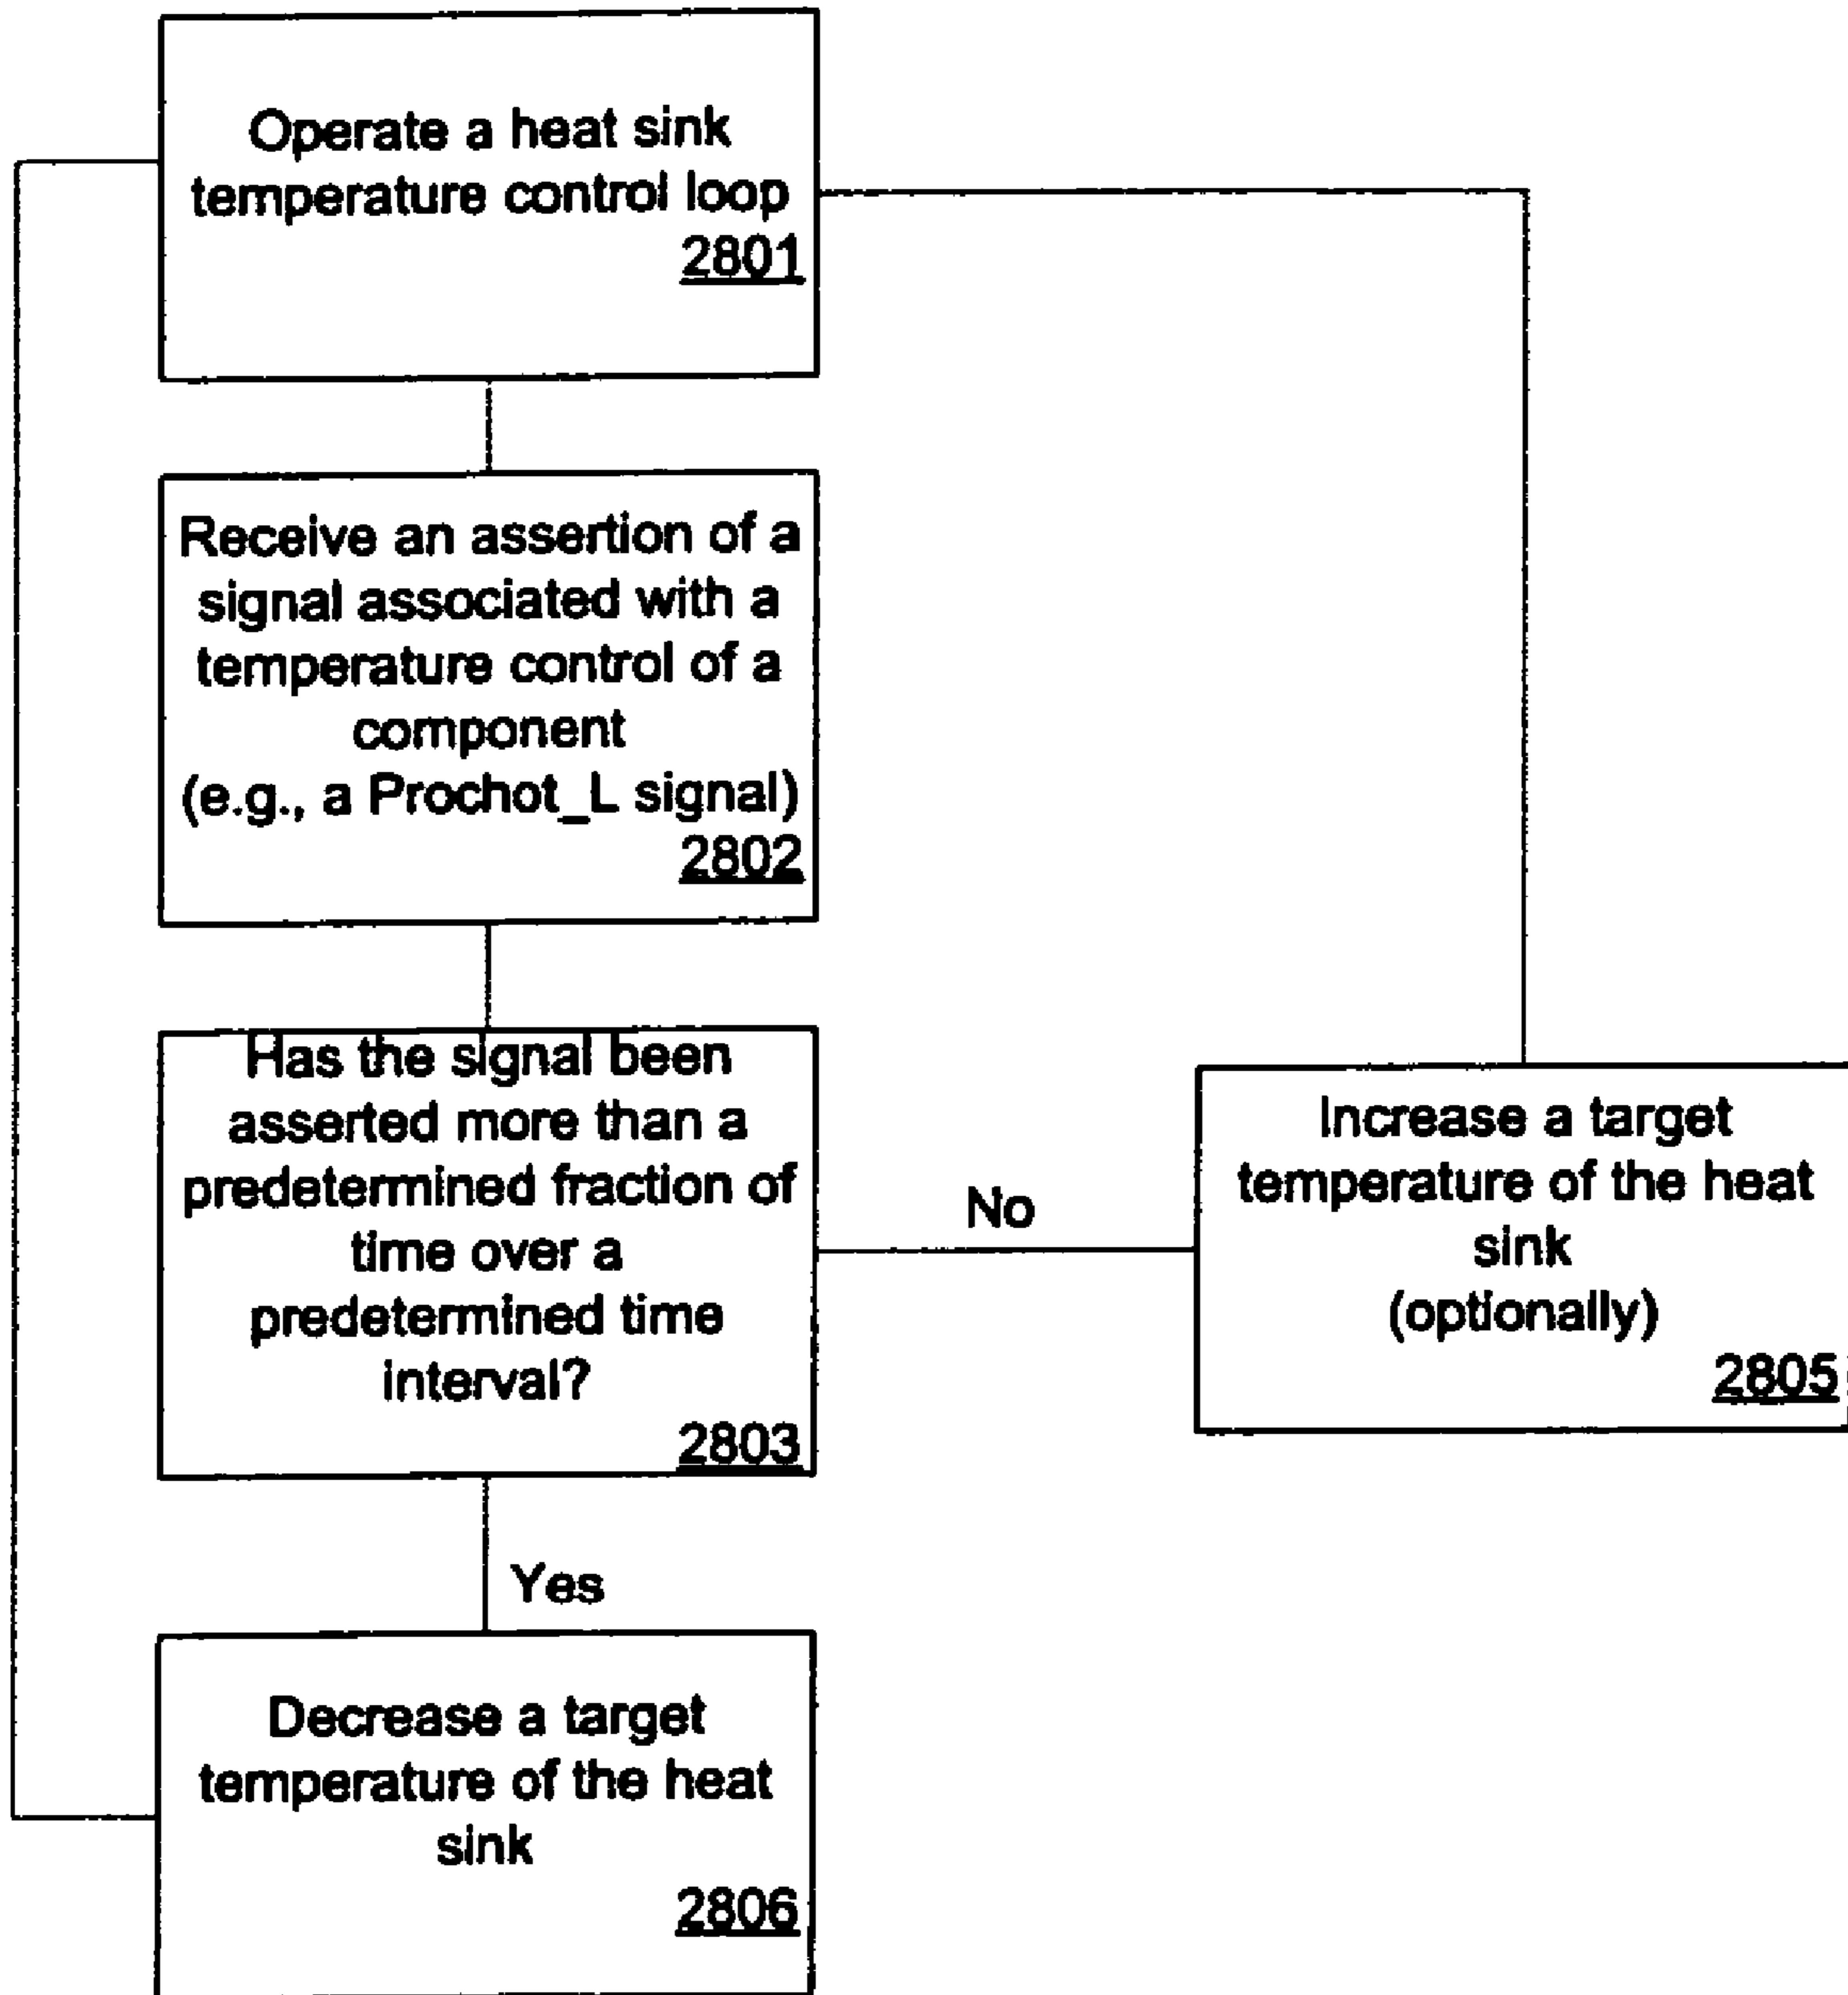 Operate a heat sink
temperature control loop
2801
Receive an assertion of a
signal associated with a
temperature control of a
component
(e.g., a Prochot_L signal)
2802
Has the signal been
asserted more than a
predetermined fraction of
time over a
predetermined time
interval?
2803
No
Increase a target
temperature of the heat
sink
(optionally)
2805
Yes
Decrease a target
temperature of the heat
sink
2806